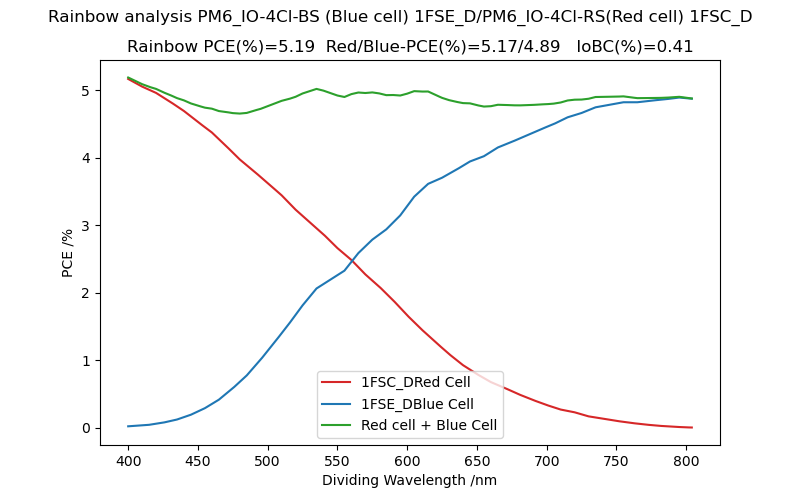 Rainbow analysis PM6_IO-4Cl-BS (Blue cell) 1FSE_D/PM6_IO-4Cl-RS(Red cell) 1FSC_D
Rainbow PCE(%)=5.19  Red/Blue-PCE(%)=5.17/4.89   IoBC(%)=0.41
PCE /%
5
4
3
2
1
0
1FSC_DRed Cell
1FSE_DBlue Cell
Red cell + Blue Cell
400 450 500 550 600 650 700 750 800
Dividing Wavelength /nm